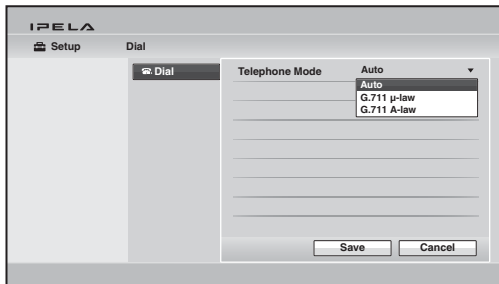 IPELA
Setup Dial
Dial Telephone Mode Auto
Auto
G.711 μ-law
G.711 A-law
Save Cancel